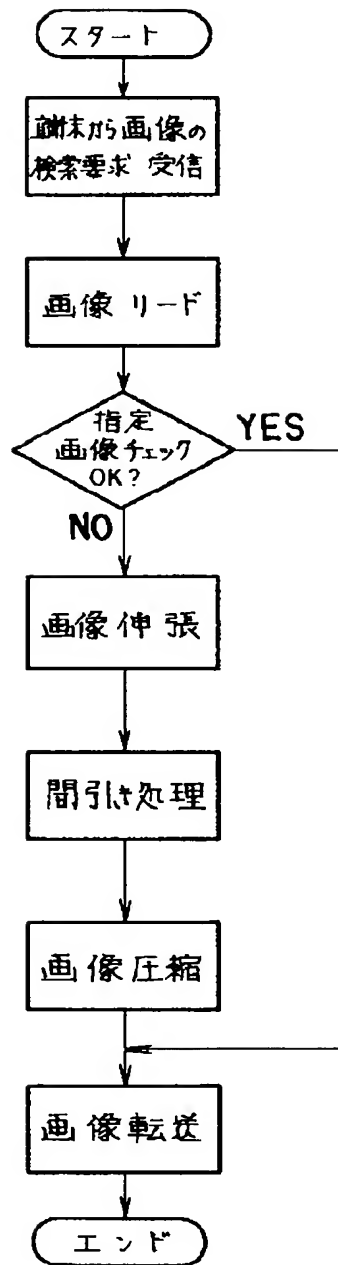 スタート
端末から画像の
検索要求 受信
画像 リード
指定
画像チェック
OK?
YES
NO
画像伸張
間引き処理
画像圧縮
画像転送
エンド